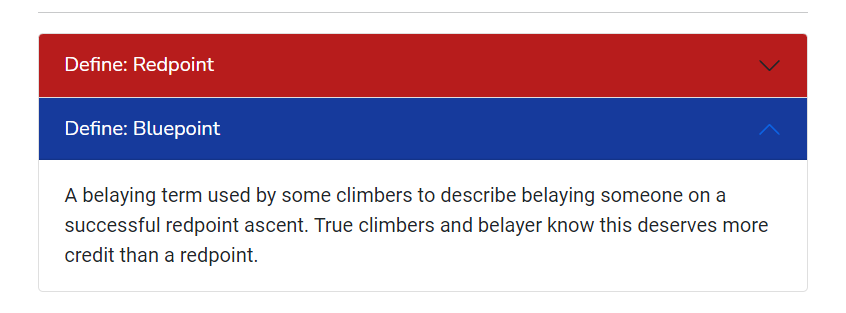 Define: Redpoint
Define: Bluepoint
A belaying term used by some climbers to describe belaying someone on a
successful redpoint ascent. True climbers and belayer know this deserves more
credit than a redpoint.